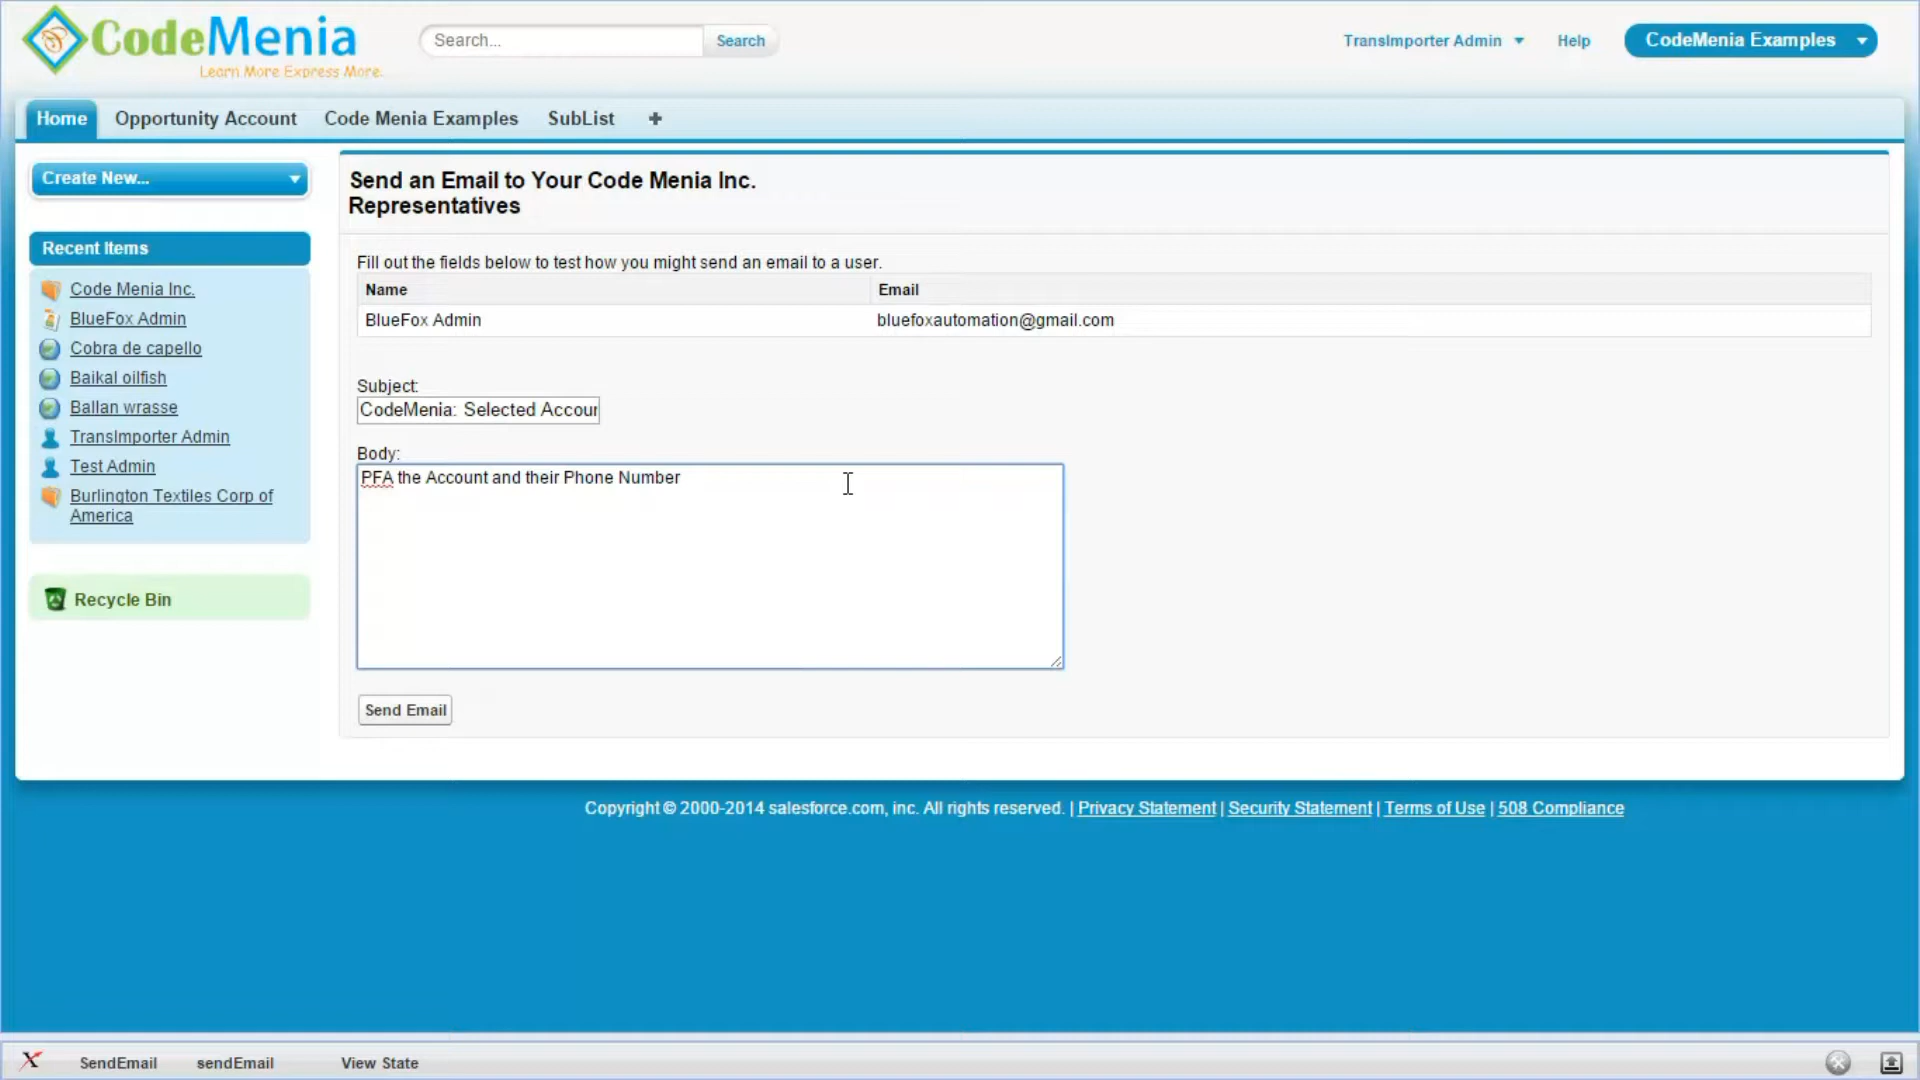 CodeMenia
Learn More Express More.
Search...
Search
TransImporter Admin
Help
CodeMenia Examples
Home
Opportunity Account
Code Menia Examples
SubList
+
Create New...
Recent Items
Code Menia Inc.
BlueFox Admin
Cobra de capello
Baikal oilfish
Ballan wrasse
TransImporter Admin
Test Admin
Burlington Textiles Corp of
America
Recycle Bin
Send an Email to Your Code Menia Inc.
Representatives
Fill out the fields below to test how you might send an email to a user.
Name Email
BlueFox Admin bluefoxautomation@gmail.com
Subject:
CodeMenia: Selected Accour
Body:
PFA the Account and their Phone Number
Send Email
Copyright © 2000-2014 salesforce.com, inc. All rights reserved. | Privacy Statement | Security Statement | Terms of Use | 508 Compliance
SendEmail sendEmail View State